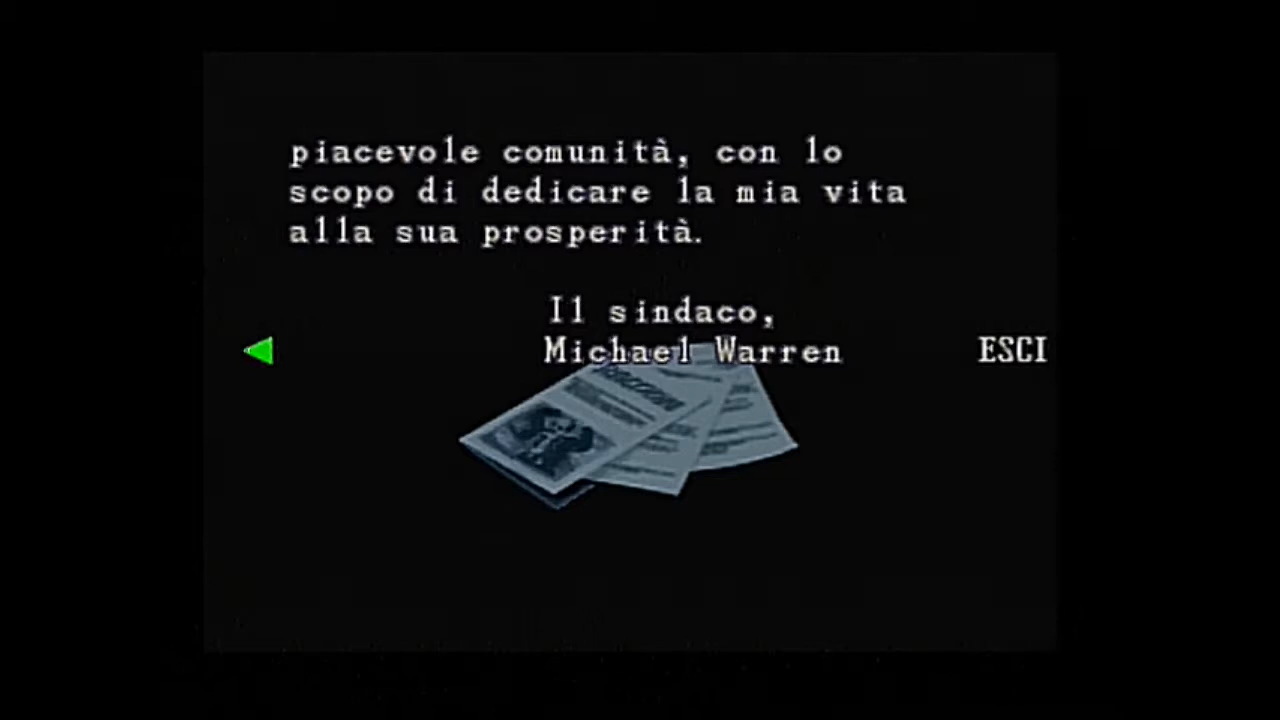 piacevole comunità, con lo
scopo di dedicare la mia vita
alla sua prosperità.
Il sindaco,
Michael Warren
ESCI